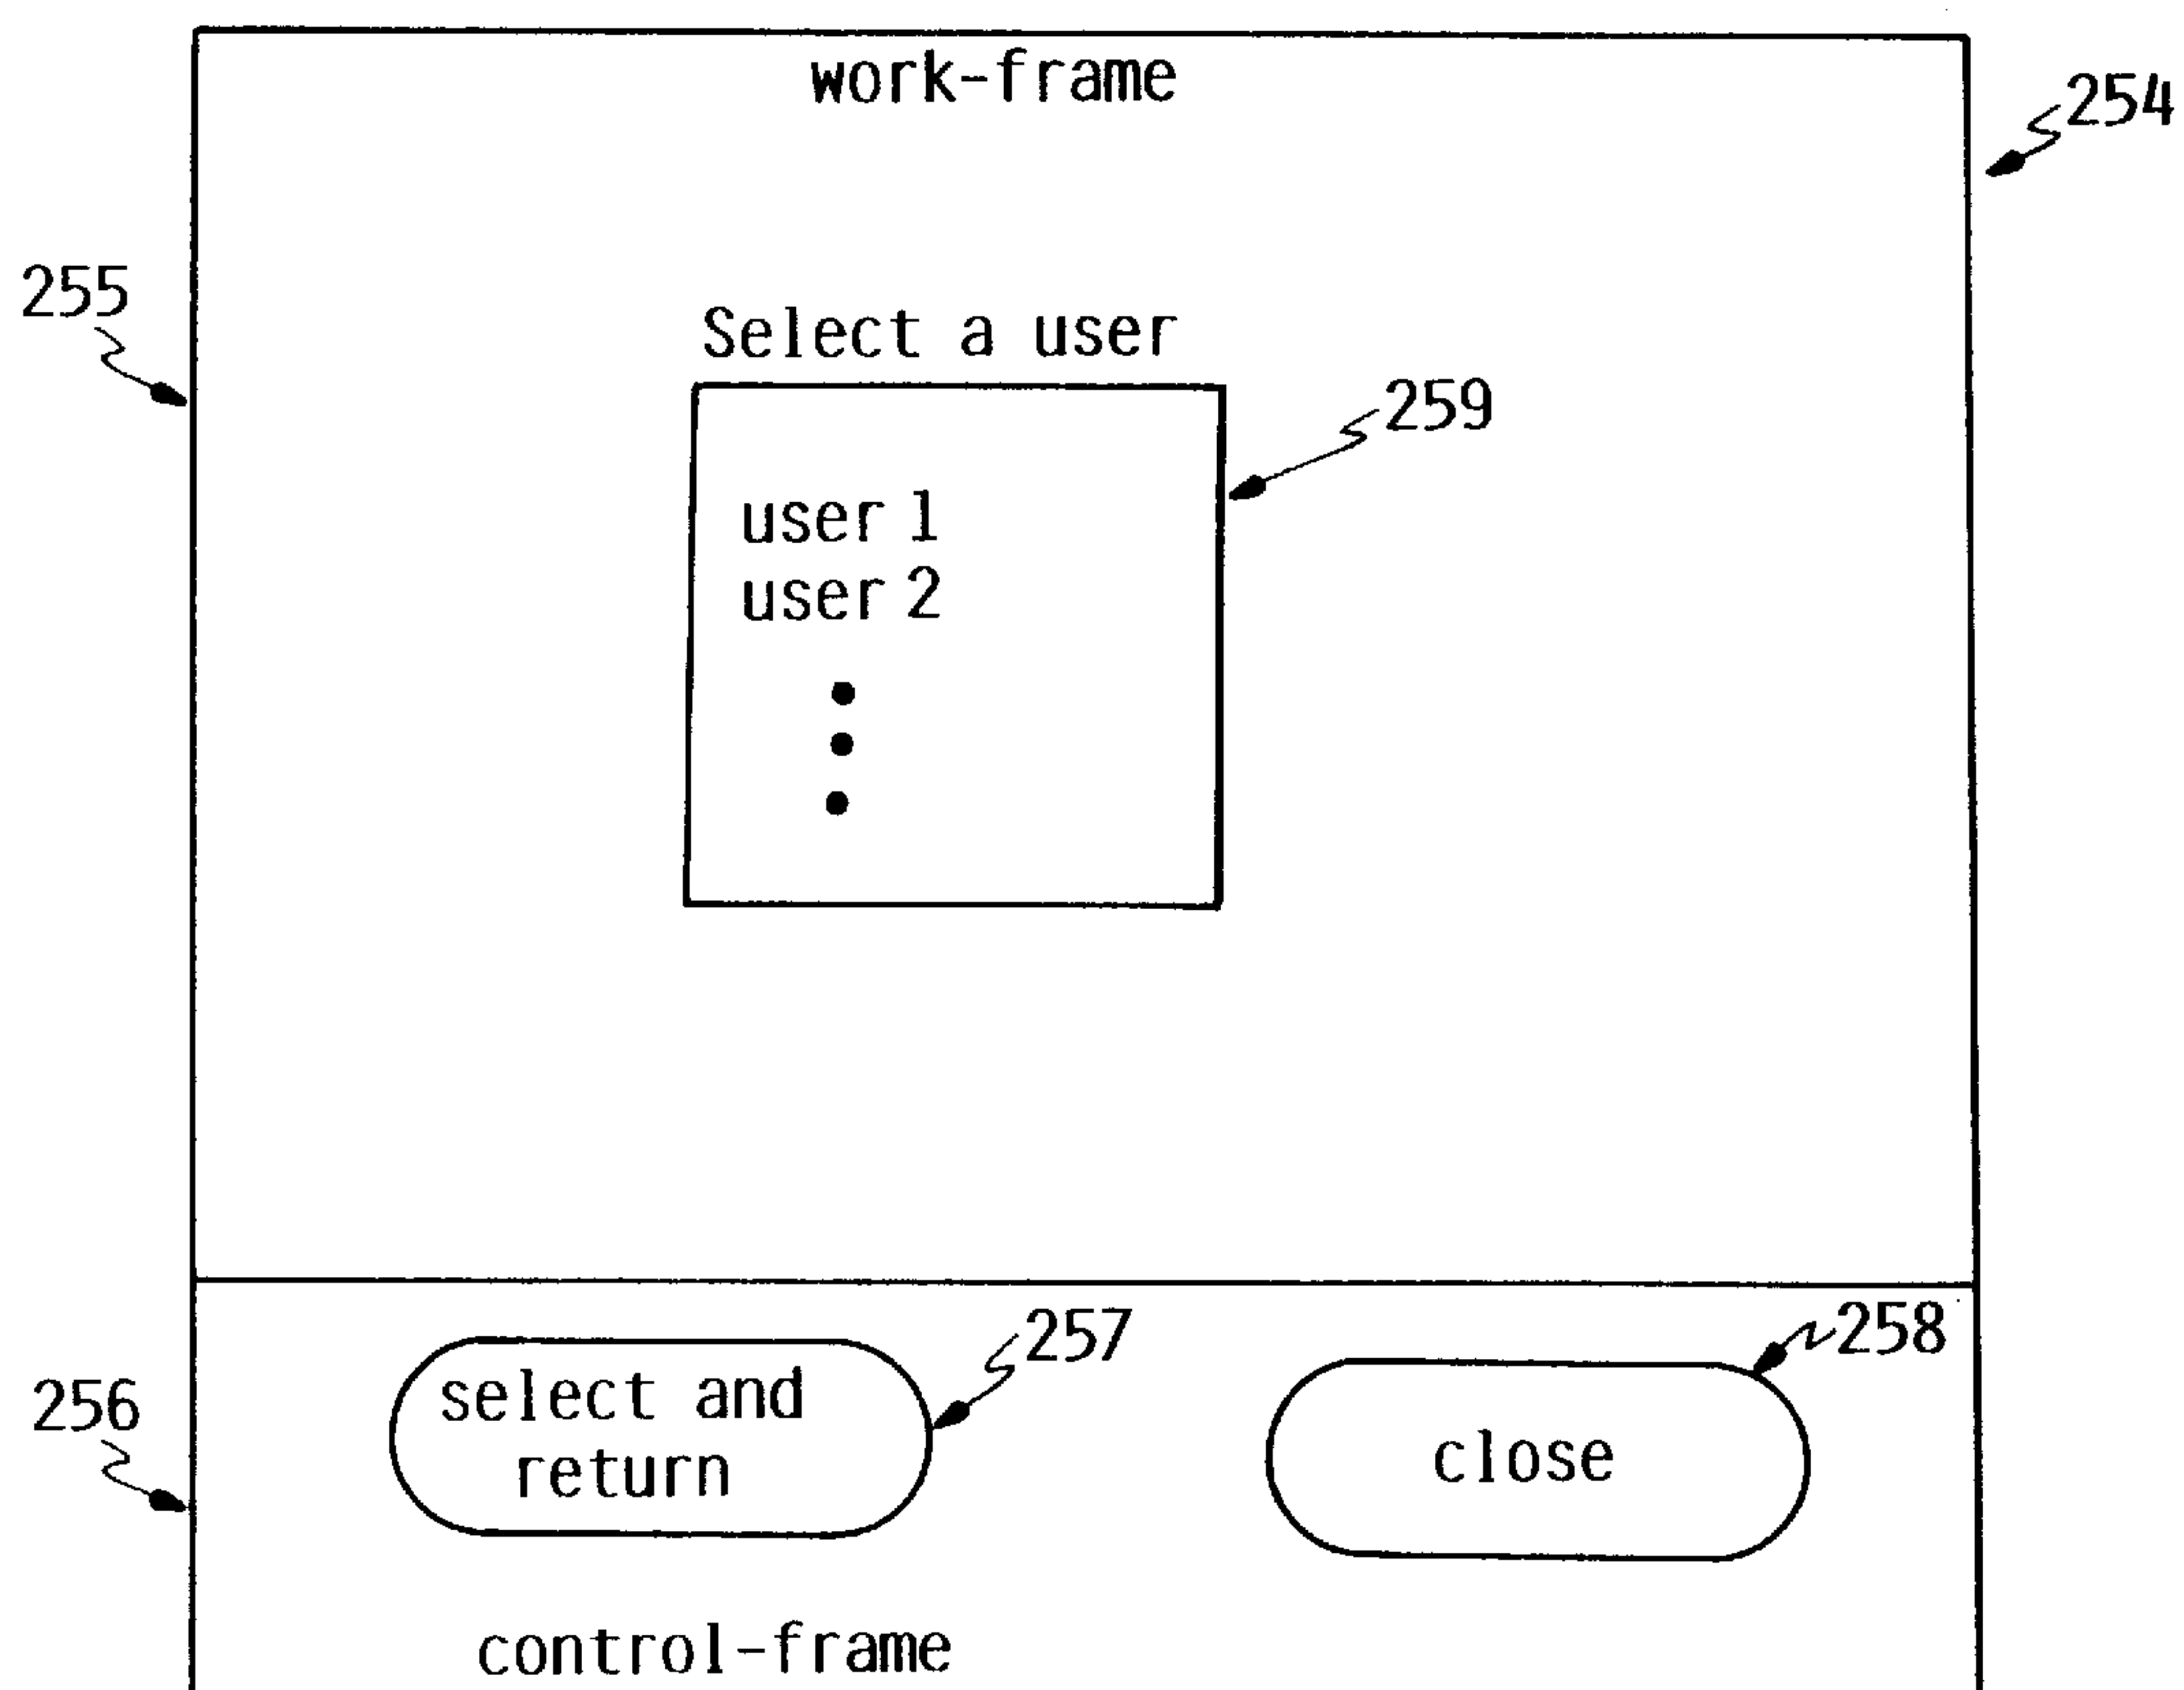 work-frame
254
255
Select a user
259
user 1
user 2
257
258
select and
return
close
256
control-frame